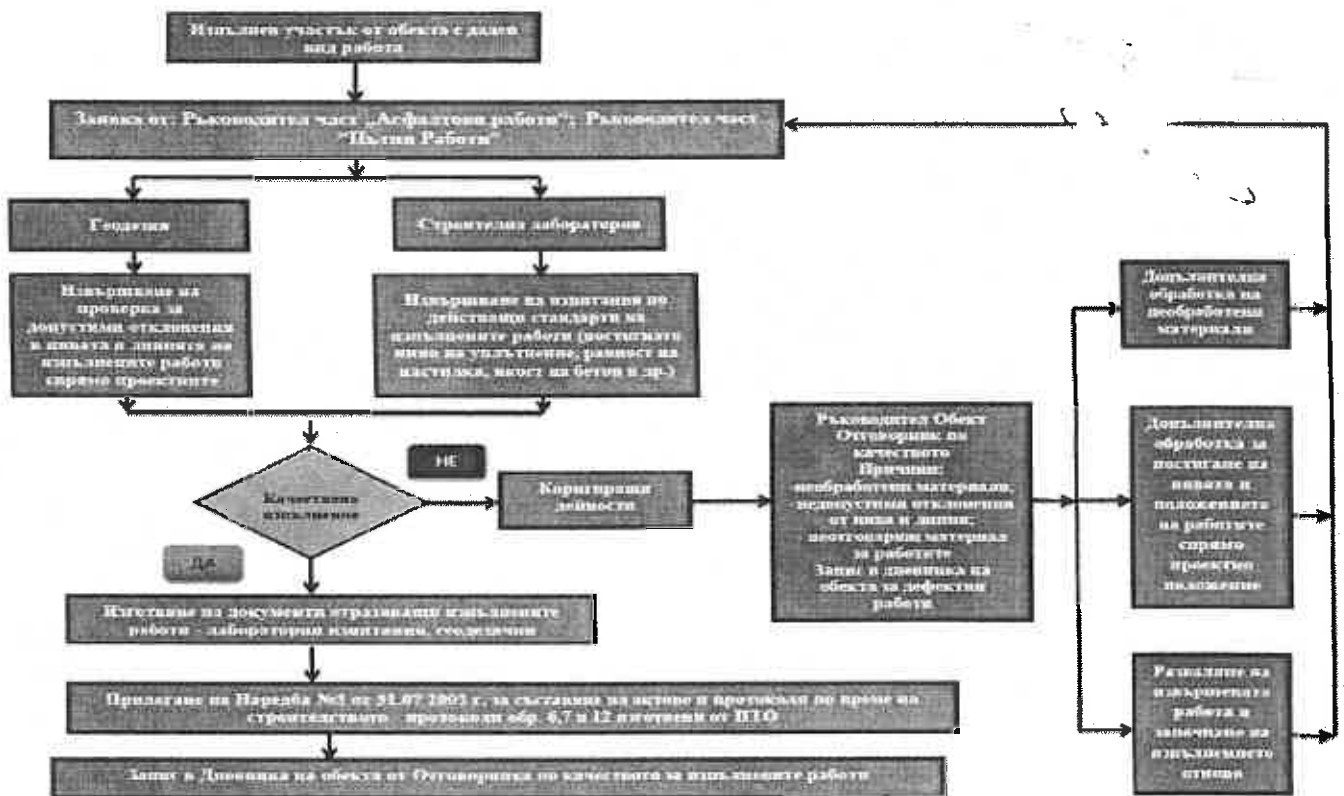 Изпълнен участък от обекта с даден
вид работа
Заявка от: Ръководител част „Асфалтови работи“; Ръководител част
"Пътни Работи"
Геодезия
Строителна лаборатория
Извършване на
проверка за
допустими отклонения
в нивата и линията на
изпълнените работи
спрямо проектните
Извършване на изпитания по
действащи стандарти на
изпълнените работи (постигнато
ниво на уплътнение, равност на
настилка, якост на бетон и др.)
Качествено
изпълнение
НЕ
ДА
Коригиращи
дейности
Ръководител Обект
Отговорник по
качеството
Причини:
необработени материали,
недопустими отклонения
от нива и линия;
неотговарящ материал
за работите
Запис в дневника на
обекта за дефектни
работи
Допълнителна
обработка на
необработени
материали
Допълнителна
обработка за
постигане на
нивата и
положението
на работите
спрямо
проектно
положение
Разваляне на
извършената
работа и
започване на
изпълнението
отново
Изготвяне на документи отразяващи изпълнените
работи - лабораторни изпитания, геодезични
Прилагане на Наредба №3 от 31.07 2003 г. за съставяне на актове и протоколи по време на
строителството протоколи обр. 6,7 и 12 изготвени от ПТО
Запис в Дневника на обекта от Отговорника по качеството за изпълнените работи